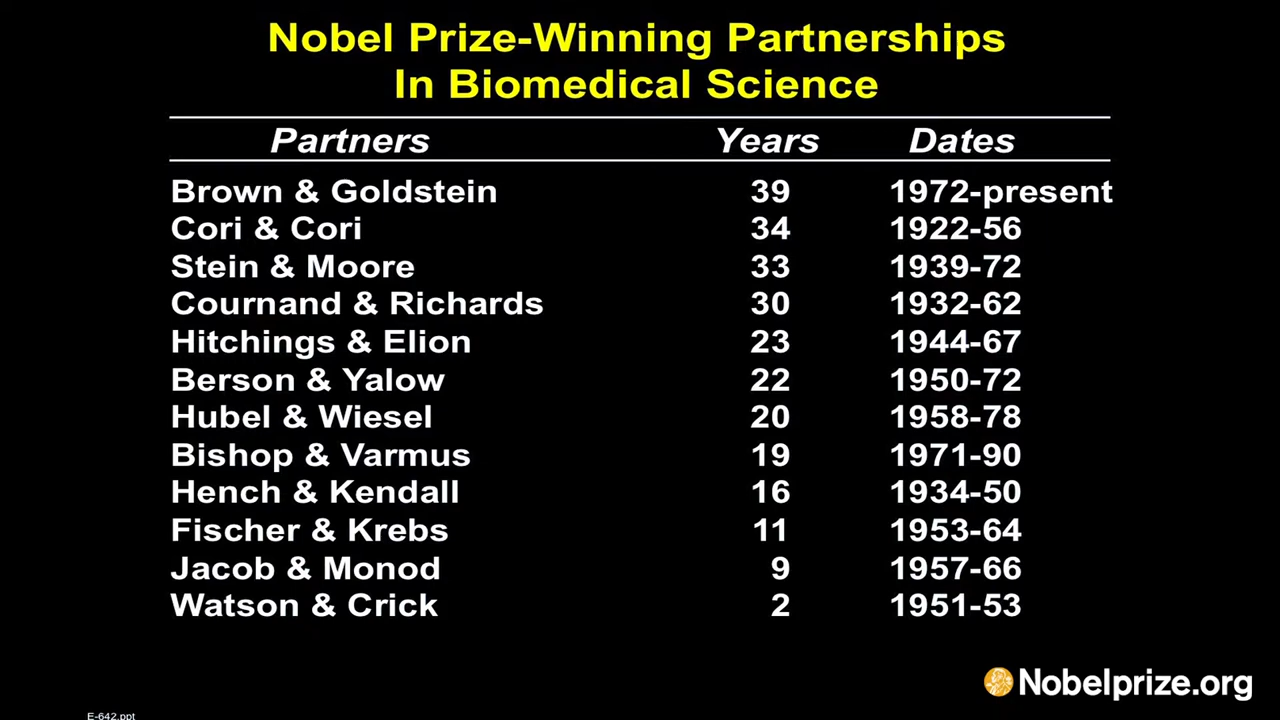 Nobel Prize-Winning Partnerships
In Biomedical Science
Partners Years Dates
Brown & Goldstein 39 1972-present
Cori & Cori 34 1922-56
Stein & Moore 33 1939-72
Cournand & Richards 30 1932-62
Hitchings & Elion 23 1944-67
Berson & Yalow 22 1950-72
Hubel & Wiesel 20 1958-78
Bishop & Varmus 19 1971-90
Hench & Kendall 16 1934-50
Fischer & Krebs 11 1953-64
Jacob & Monod 9 1957-66
Watson & Crick 2 1951-53
Nobelprize.org
E-642.ppt